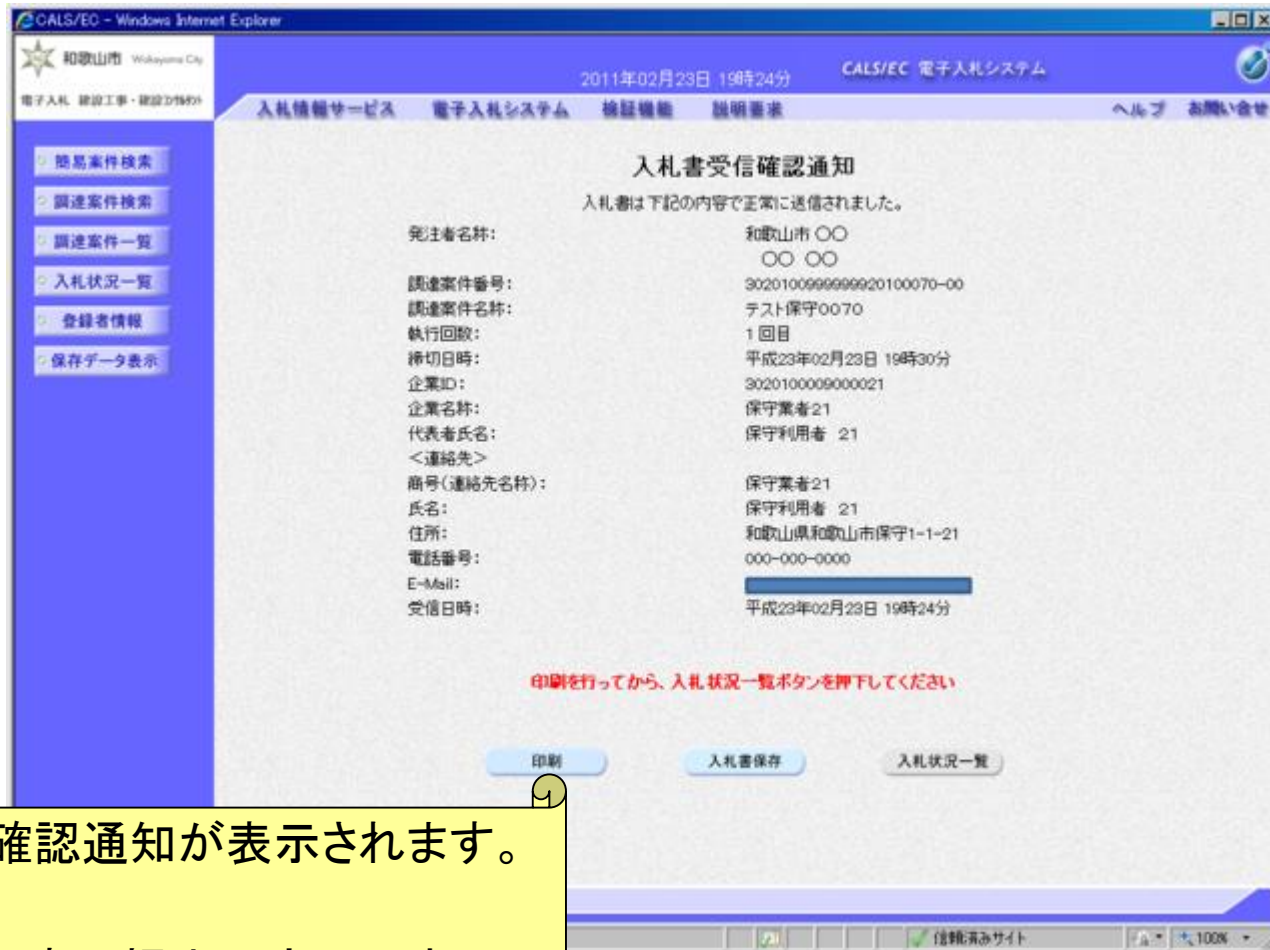 CALS/EC - Windows Internet Explorer
和歌山市 Wakayama City
2011年02月23日 19時24分
CALS/EC 電子入札システム
入札情報サービス 電子入札システム 検証機能 説明要求 ヘルプ お問い合せ
簡易案件検索
調達案件検索
調達案件一覧
入札状況一覧
登録者情報
保存データ表示
入札書受信確認通知
入札書は下記の内容で正常に送信されました。
発注者名称: 和歌山市 〇〇
〇〇 〇〇
調達案件番号: 3020100999999920100070-00
調達案件名称: テスト保守0070
執行回数: 1回目
締切日時: 平成23年02月23日 19時30分
企業ID: 3020100009000021
企業名称: 保守業者21
代表者氏名: 保守利用者 21
<連絡先>
商号(連絡先名称): 保守業者21
氏名: 保守利用者 21
住所: 和歌山県和歌山市保守1-1-21
電話番号: 000-000-0000
E-Mail:
受信日時: 平成23年02月23日 19時24分
印刷を行ってから、入札状況一覧ボタンを押下してください
印刷 入札書保存 入札状況一覧
確認通知が表示されます。
信頼済みサイト
100%